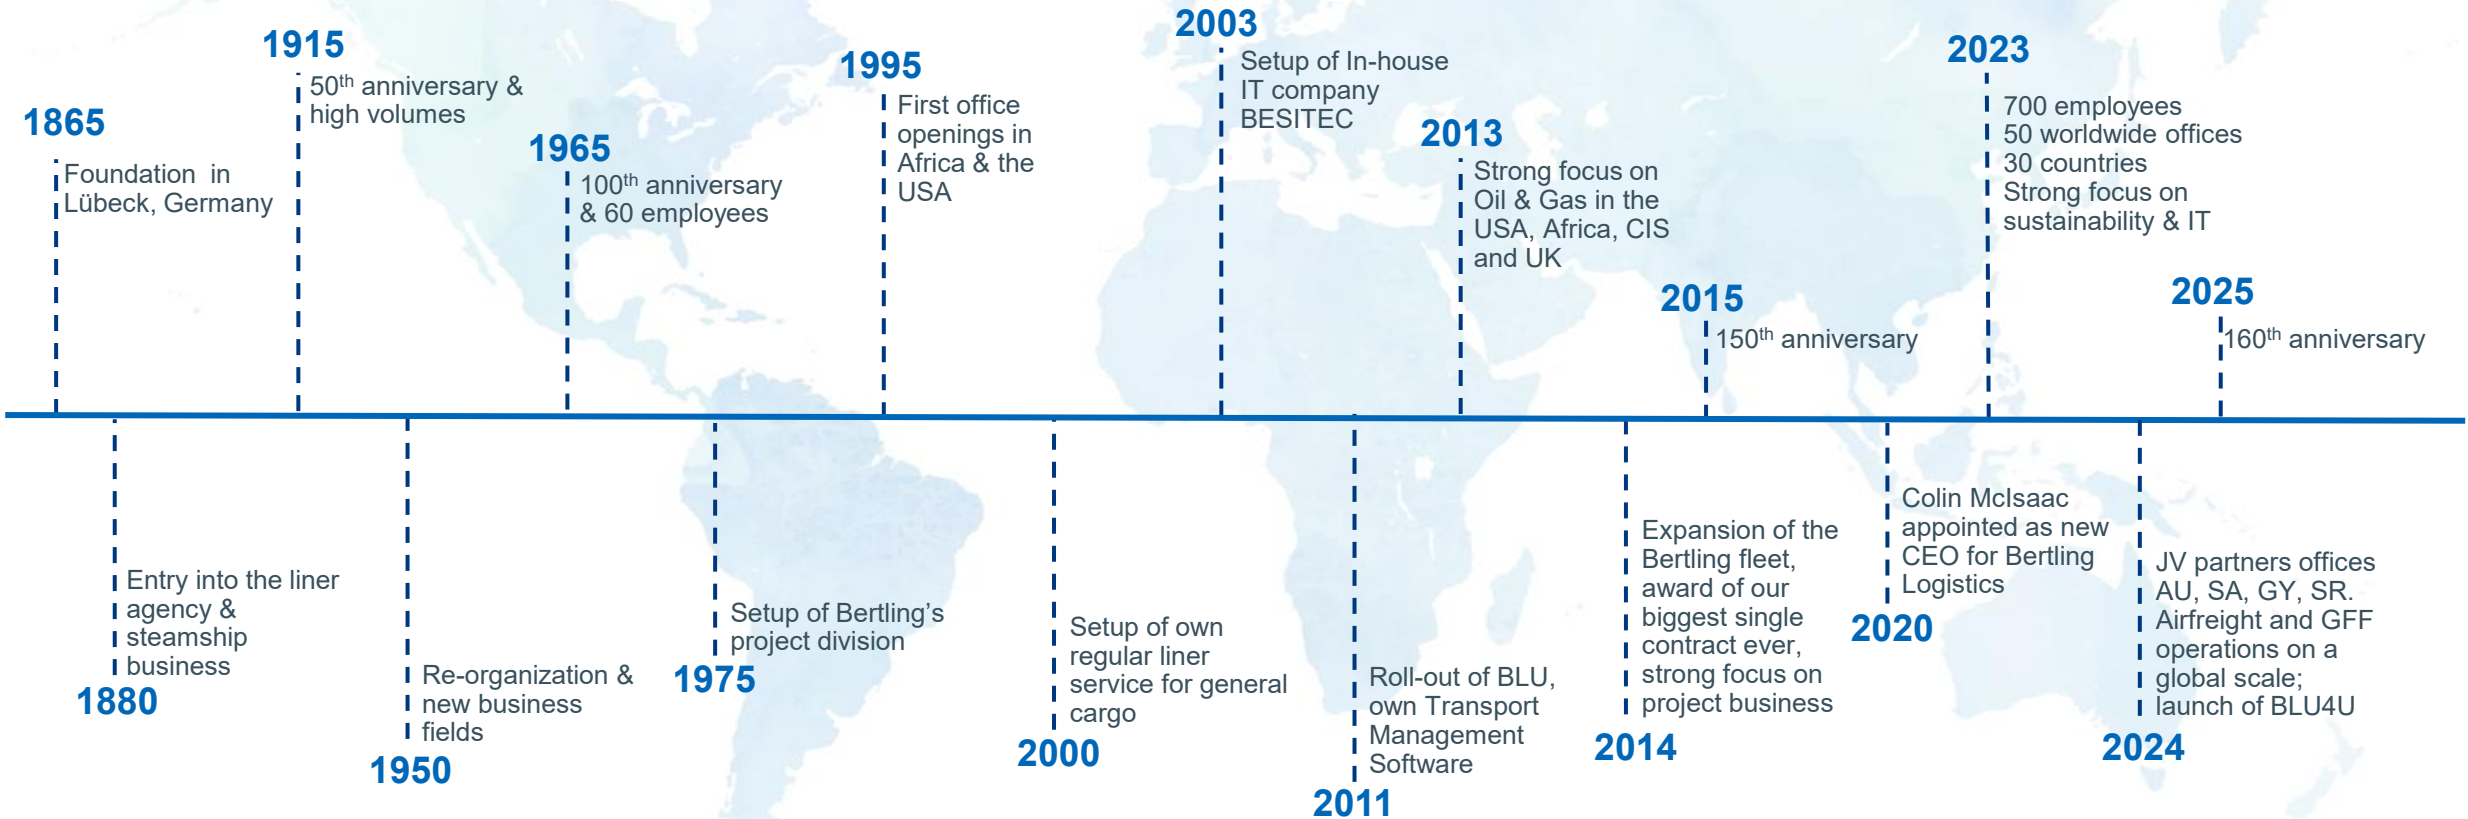 1865
Foundation in
Lübeck, Germany
1880
Entry into the liner
agency &
steamship
business
1915
50th anniversary &
high volumes
1950
Re-organization &
new business
fields
1965
100th anniversary
& 60 employees
1975
Setup of Bertling’s
project division
1995
First office
openings in
Africa & the
USA
2000
Setup of own
regular liner
service for general
cargo
2003
Setup of In-house
IT company
BESITEC
2011
Roll-out of BLU,
own Transport
Management
Software
2013
Strong focus on
Oil & Gas in the
USA, Africa, CIS
and UK
2014
Expansion of the
Bertling fleet,
award of our
biggest single
contract ever,
strong focus on
project business
2015
150th anniversary
2020
Colin McIsaac
appointed as new
CEO for Bertling
Logistics
2023
700 employees
50 worldwide offices
30 countries
Strong focus on
sustainability & IT
2024
JV partners offices
AU, SA, GY, SR.
Airfreight and GFF
operations on a
global scale;
launch of BLU4U
2025
160th anniversary